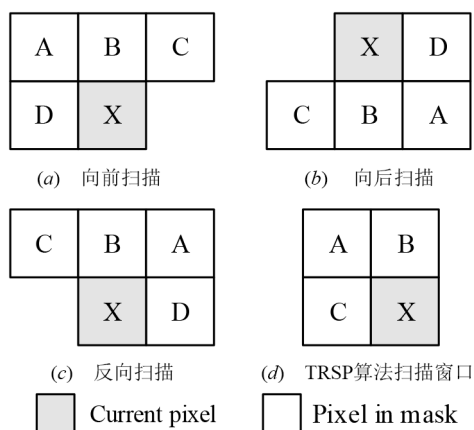 A B C X D
D X C B A
(a) 向前扫描 (b) 向后扫描
C B A A B
X D C X
(c) 反向扫描 (d) TRSP算法扫描窗口
Current pixel Pixel in mask